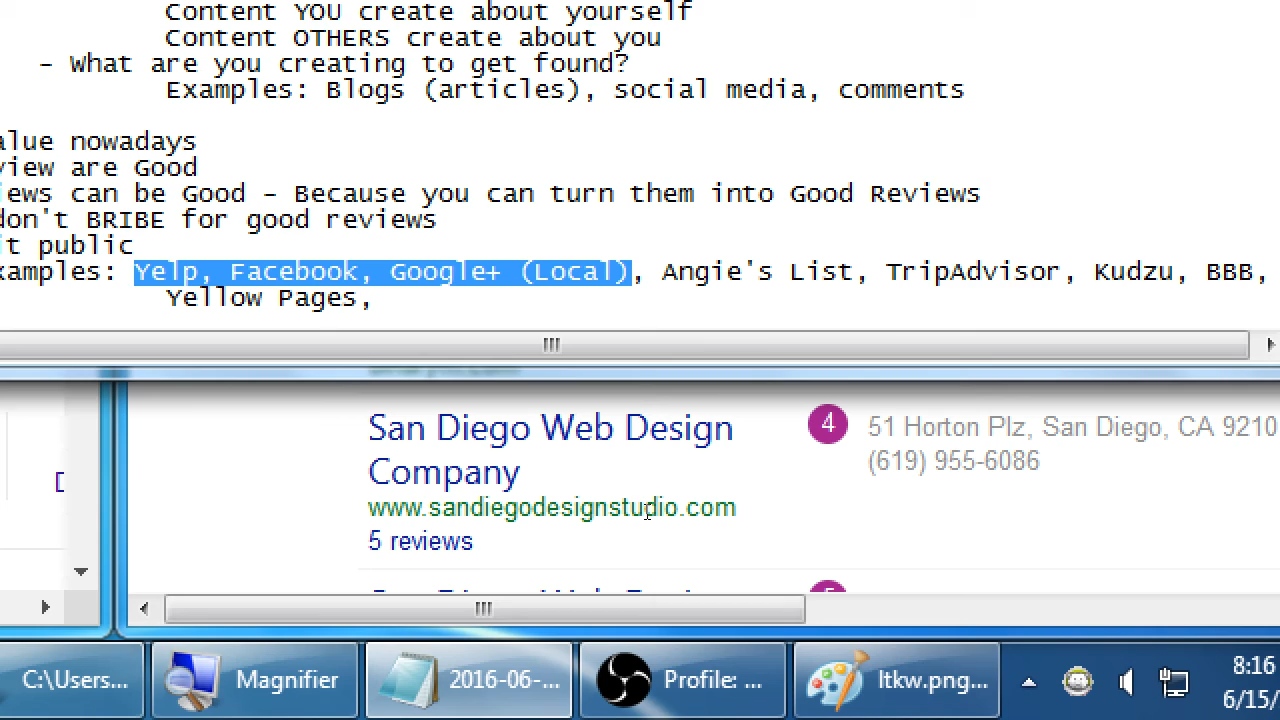 Content YOU create about yourself
Content OTHERS create about you
- What are you creating to get found?
Examples: Blogs (articles), social media, comments
alue nowadays
view are Good
iews can be Good - Because you can turn them into Good Reviews
don't BRIBE for good reviews
it public
xamples: Yelp, Facebook, Google+ (Local), Angie's List, TripAdvisor, Kudzu, BBB,
Yellow Pages,
San Diego Web Design
Company
www.sandiegodesignstudio.com
5 reviews
4
51 Horton Plz, San Diego, CA 9210
(619) 955-6086
C:\Users...
Magnifier
2016-06-...
Profile: ...
ltkw.png...
8:16
6/15/